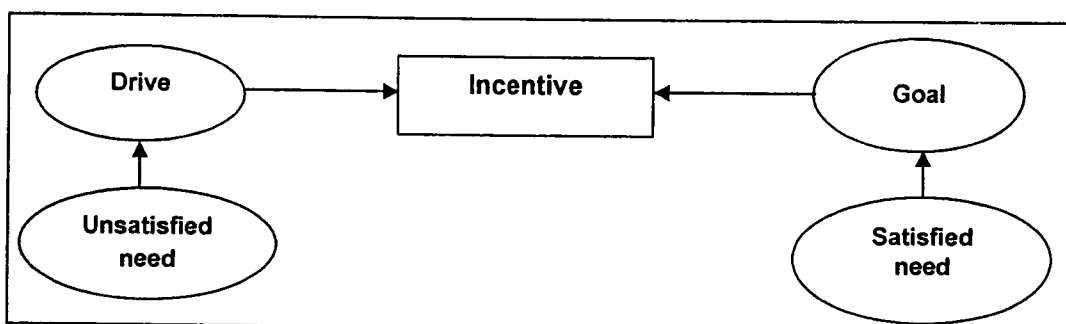 Drive
Incentive
Goal
Unsatisfied
need
Satisfied
need